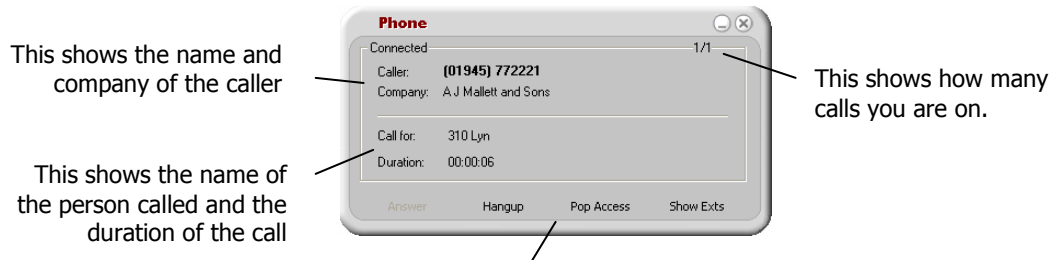 Phone
Connected 1/1
Caller: (01945) 772221
Company: A J Mallett and Sons
Call for: 310 Lyn
Duration: 00:00:06
Answer Hangup Pop Access Show Exts
This shows the name and
company of the caller
This shows the name of
the person called and the
duration of the call
This shows how many
calls you are on.